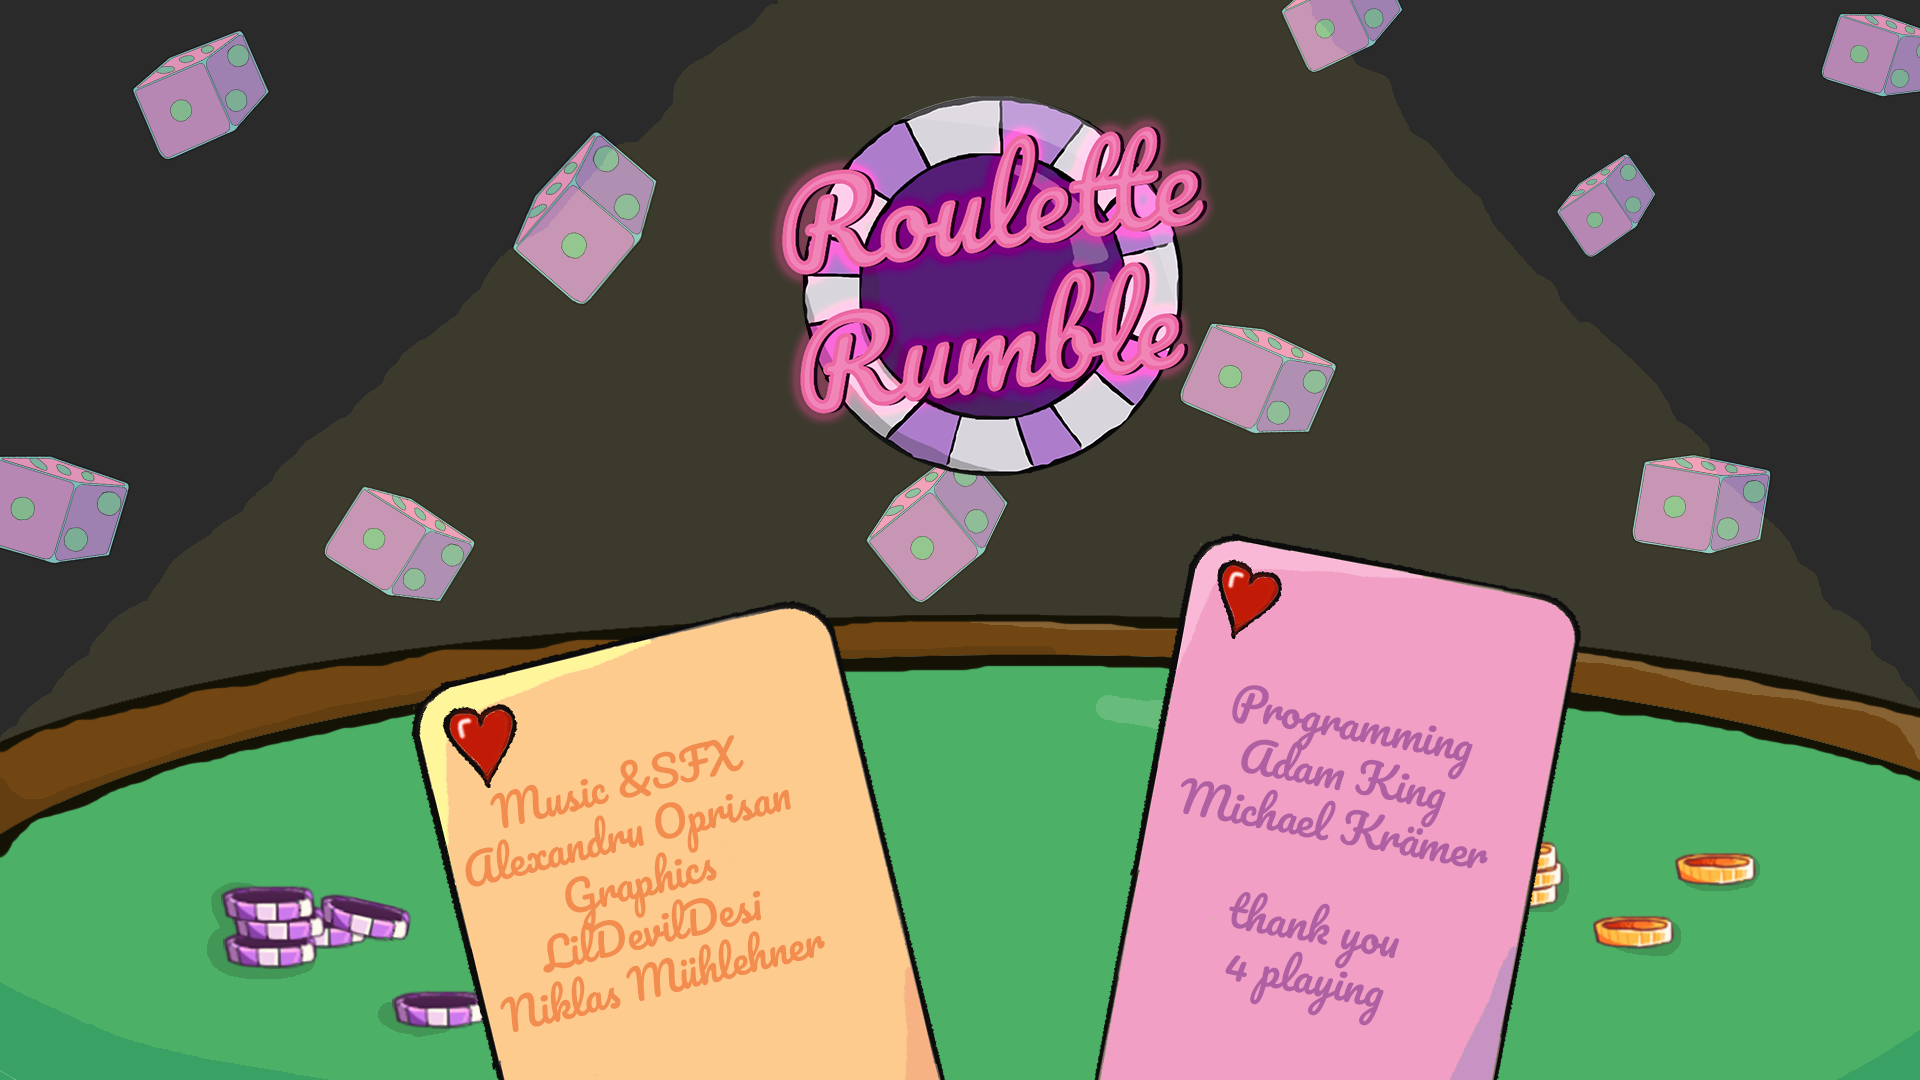 Roulette
Rumble
Music &SFX
Alexandru Oprisan
Graphics
LilDevilDesi
Niklas Mühlehner
Programming
Adam King
Michael Krämer
thank you
4 playing